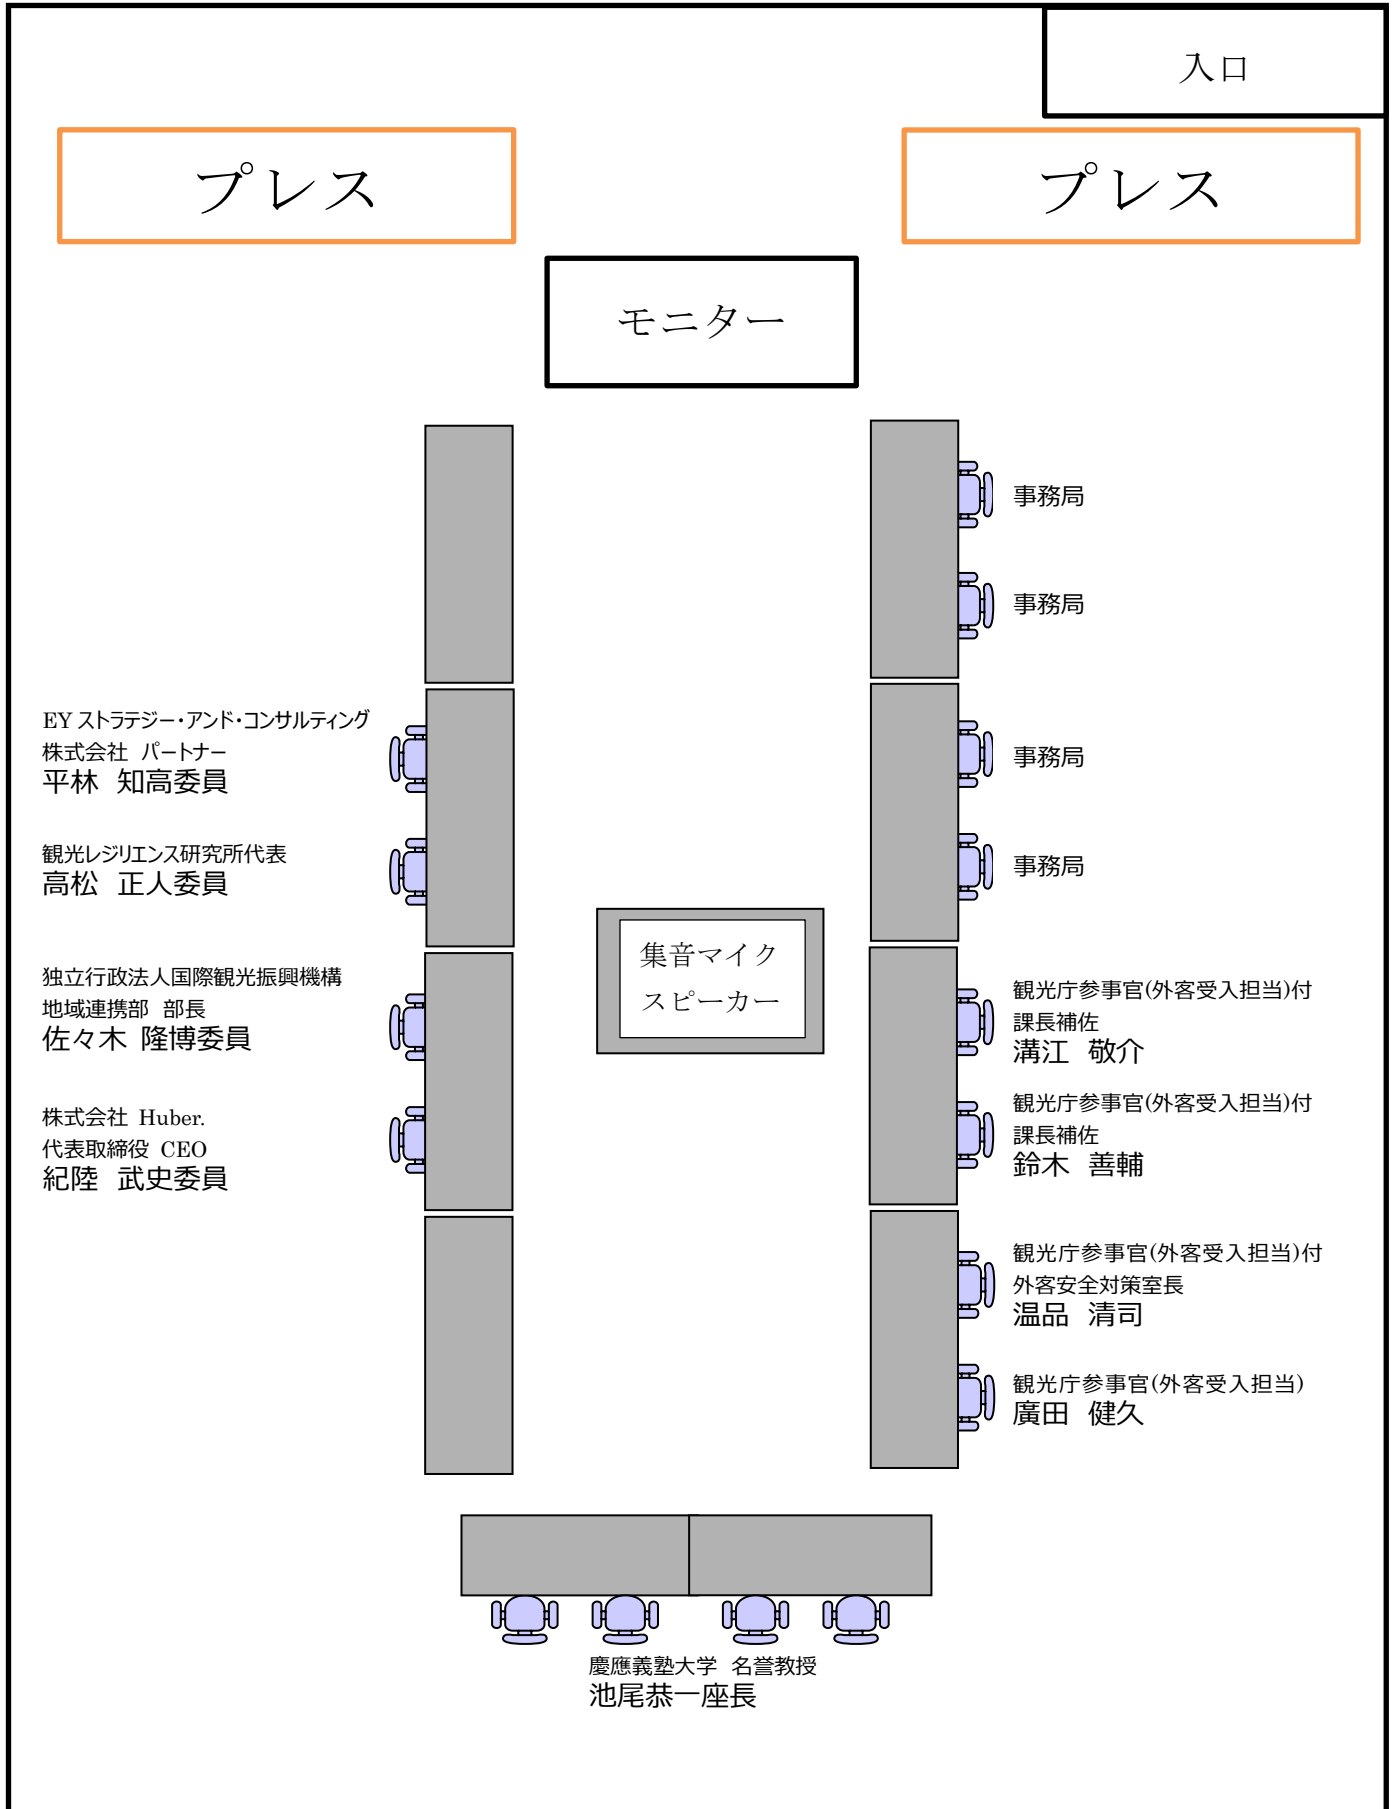 入口
プレス
プレス
モニター
事務局
事務局
EY ストラテジー・アンド・コンサルティング
株式会社 パートナー
平林 知高委員
事務局
観光レジリエンス研究所代表
高松 正人委員
事務局
集音マイク
スピーカー
独立行政法人国際観光振興機構
地域連携部 部長
佐々木 隆博委員
観光庁参事官(外客受入担当)付
課長補佐
溝江 敬介
株式会社 Huber.
代表取締役 CEO
紀陸 武史委員
観光庁参事官(外客受入担当)付
課長補佐
鈴木 善輔
観光庁参事官(外客受入担当)付
外客安全対策室長
温品 清司
観光庁参事官(外客受入担当)
廣田 健久
慶應義塾大学 名誉教授
池尾恭一座長